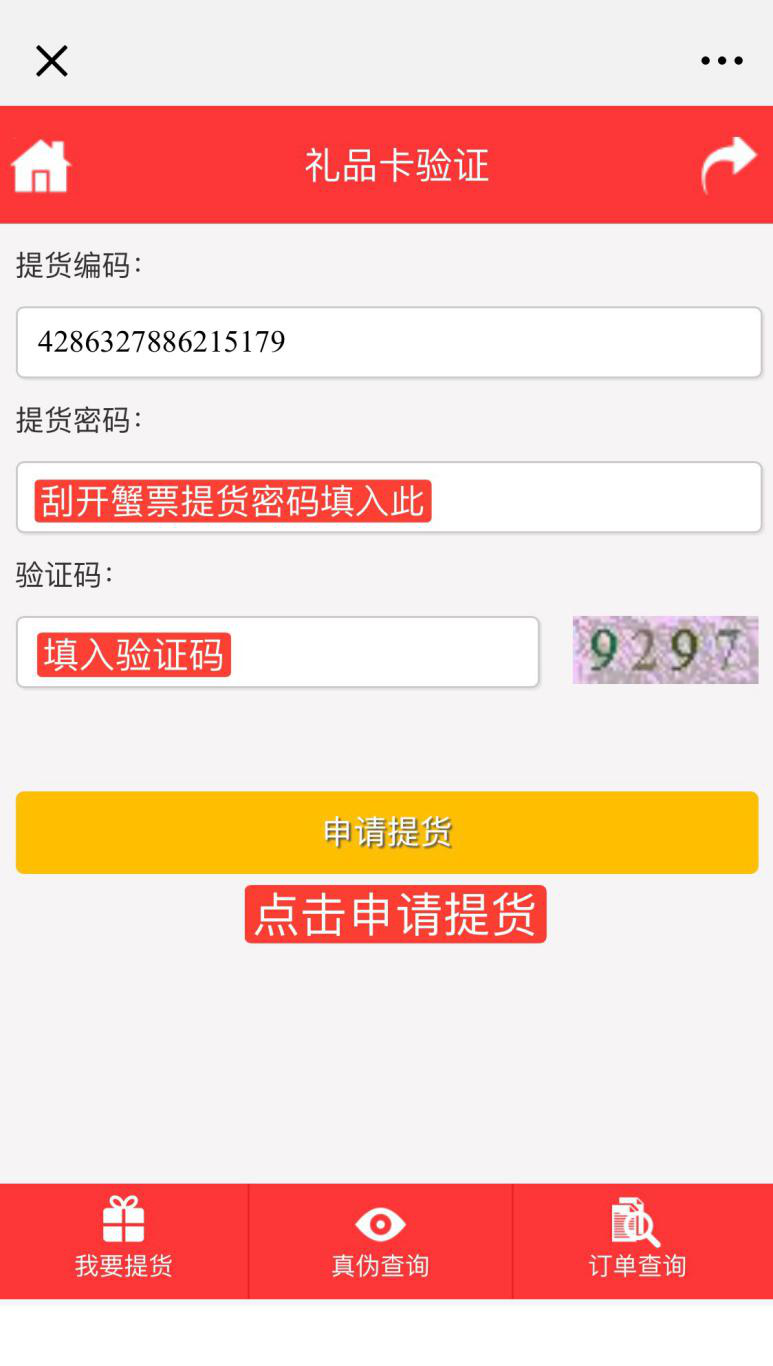 礼品卡验证
提货编码：
4286327886215179
提货密码：
刮开蟹票提货密码填入此
验证码：
填入验证码
9297
申请提货
点击申请提货
我要提货
真伪查询
订单查询